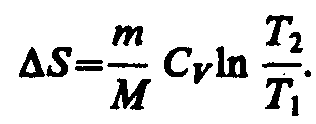 ΔS = m/M C_V ln T₂/T₁.